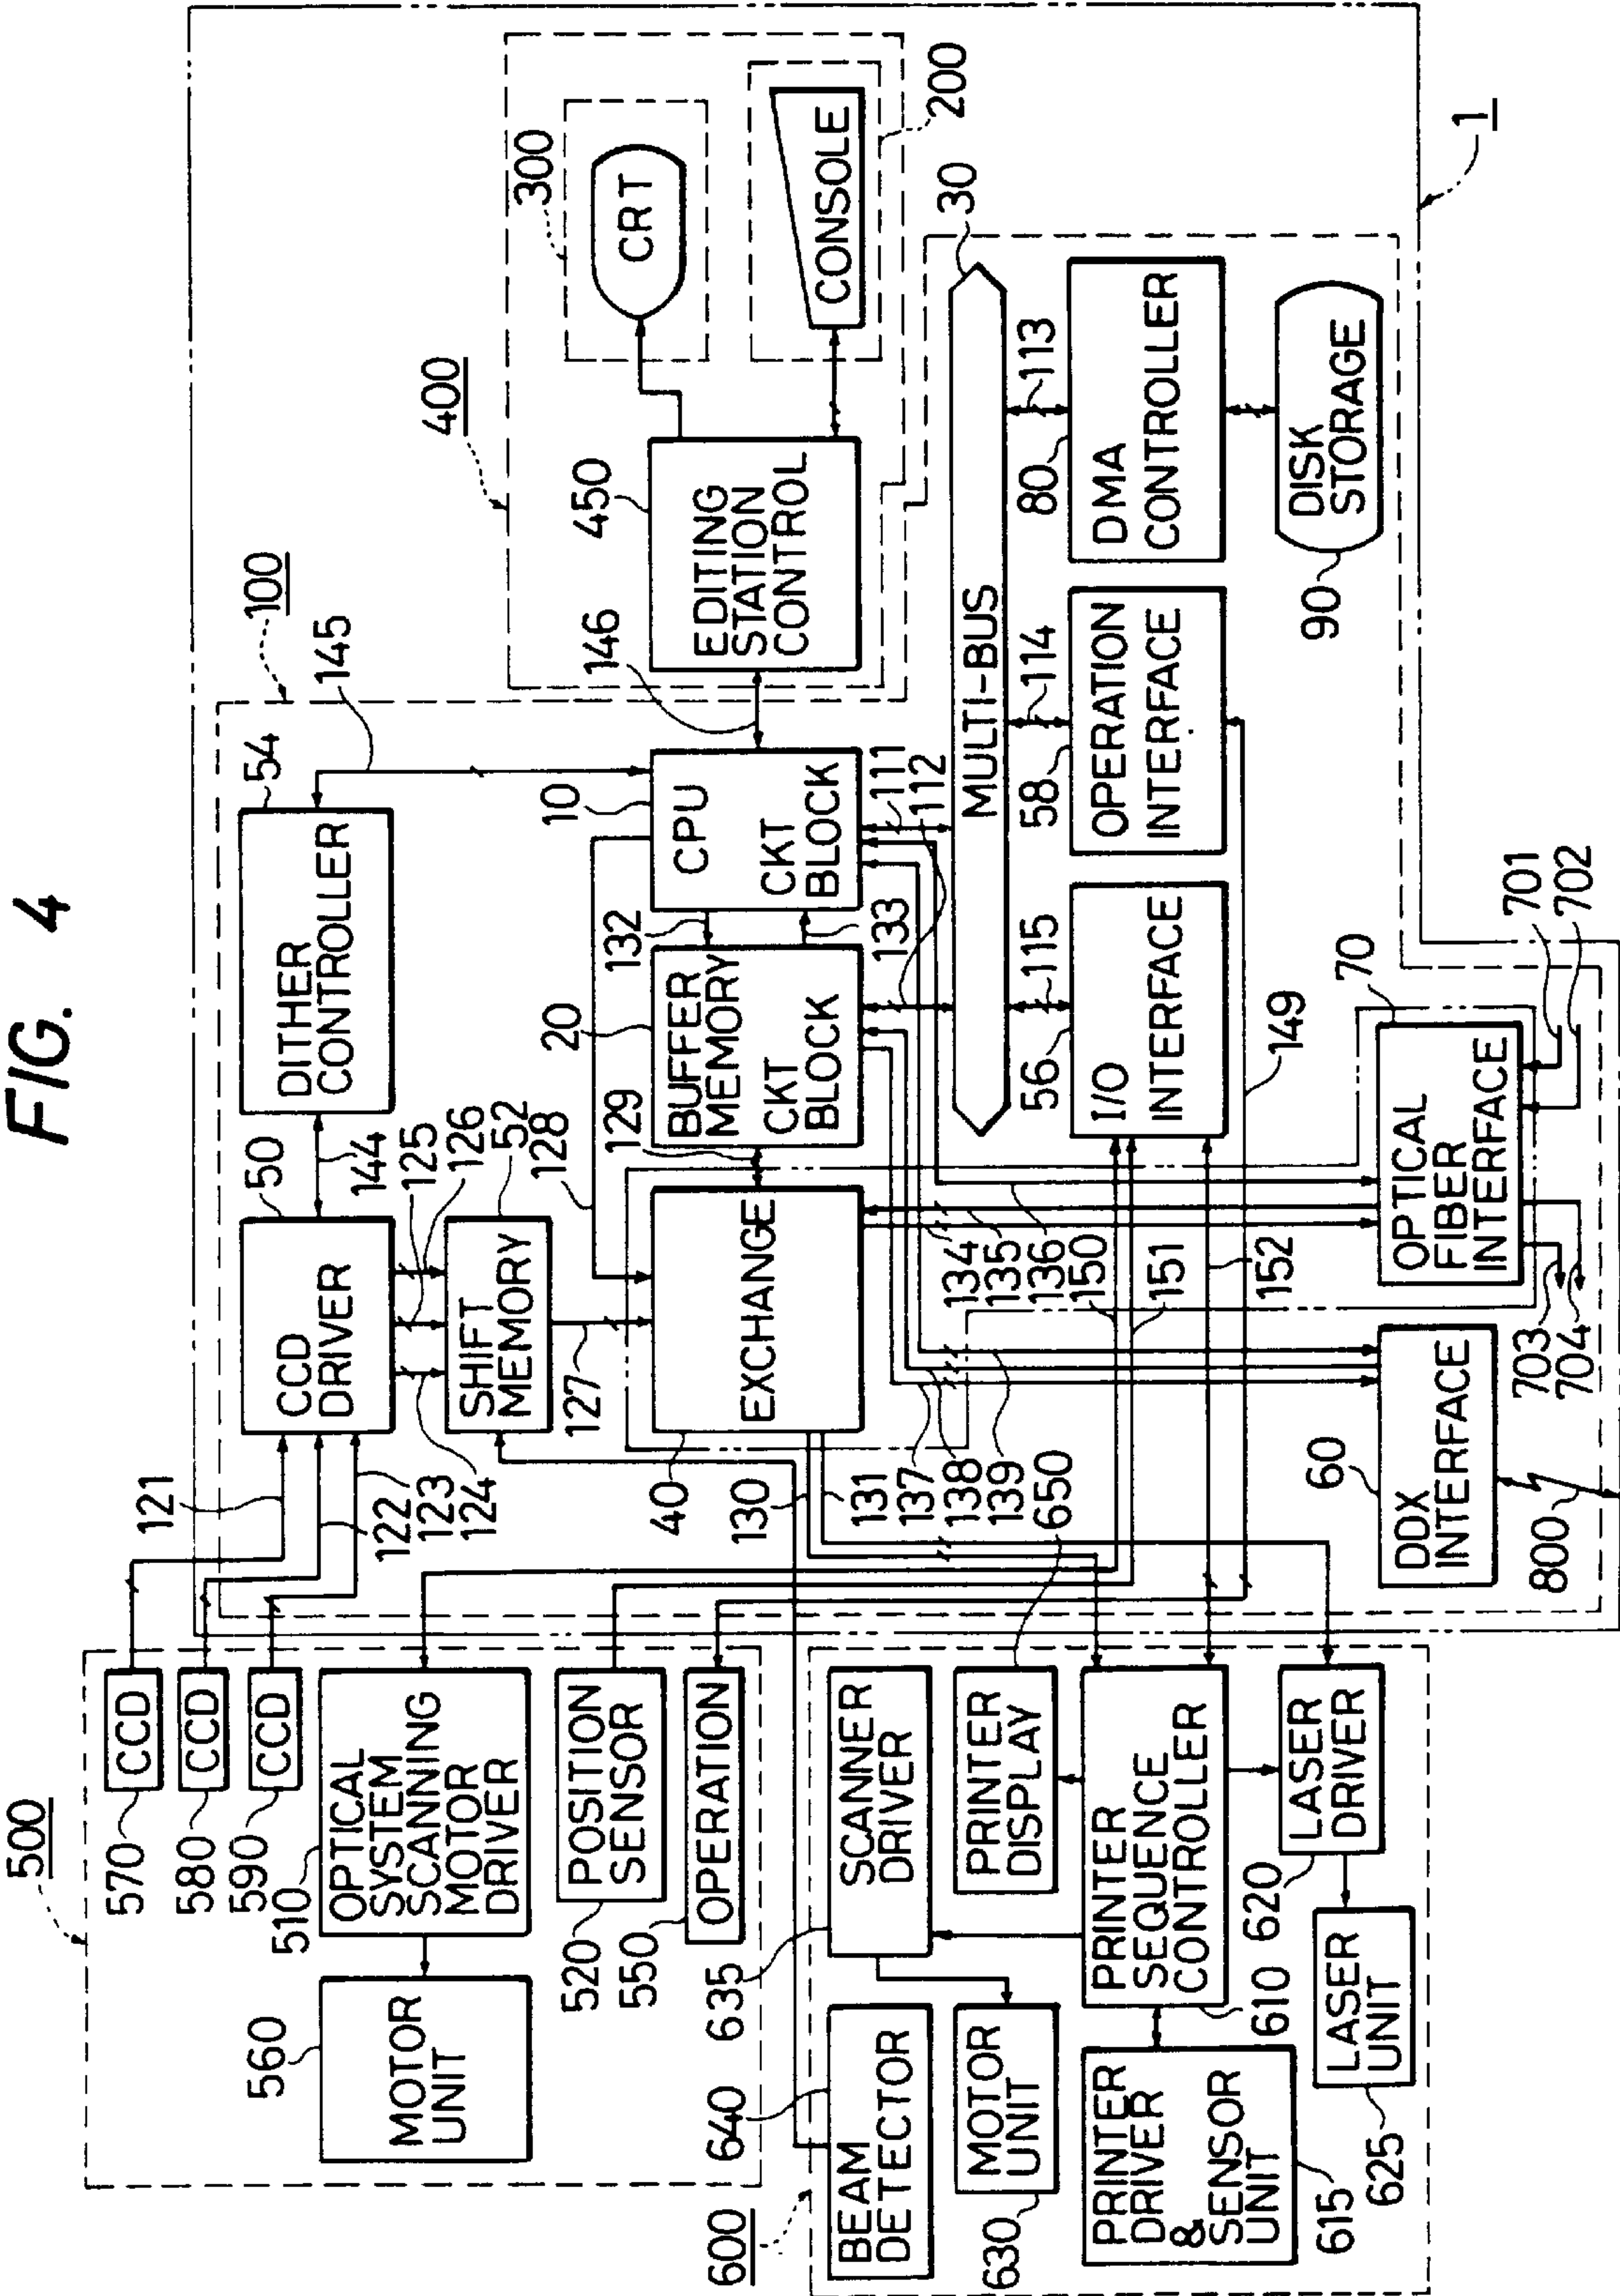 FIG. 4
500
570
CCD
580
CCD
590
CCD
510
OPTICAL
SYSTEM
SCANNING
MOTOR
DRIVER
560
MOTOR
UNIT
520
POSITION
SENSOR
550
OPERATION
600
640
BEAM
DETECTOR
635
SCANNER
DRIVER
630
MOTOR
UNIT
650
PRINTER
DISPLAY
610
PRINTER
SEQUENCE
CONTROLLER
615
PRINTER
DRIVER
&
SENSOR
UNIT
620
LASER
DRIVER
625
LASER
UNIT
100
121
122
123
124
50
CCD
DRIVER
144
125
126
54
DITHER
CONTROLLER
145
52
SHIFT
MEMORY
127
128
40
EXCHANGE
129
130
131
20
BUFFER
MEMORY
CKT
BLOCK
132
133
10
CPU
CKT
BLOCK
111
112
146
400
450
EDITING
STATION
CONTROL
300
CRT
200
CONSOLE
30
MULTI-BUS
115
114
113
56
I/O
INTERFACE
58
OPERATION
INTERFACE
80
DMA
CONTROLLER
90
DISK
STORAGE
134
135
136
150
151
152
149
137
138
139
60
DDX
INTERFACE
800
70
OPTICAL
FIBER
INTERFACE
701
702
703
704
1